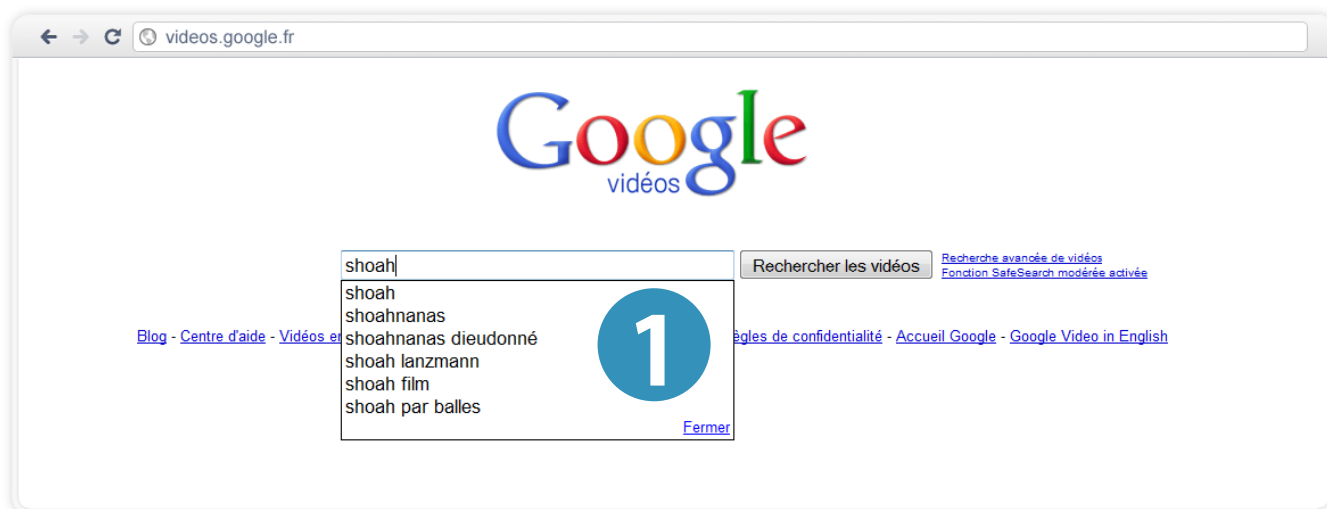 videos.google.fr
Google
vidéos
shoah
Rechercher les vidéos
Recherche avancée de vidéos
Fonction SafeSearch modérée activée
shoah
shoahnanas
shoahnanas dieudonné
shoah lanzmann
shoah film
shoah par balles
Fermer
1
Blog - Centre d'aide - Vidéos - Accueil Google - Google Video in English
de confidentialité